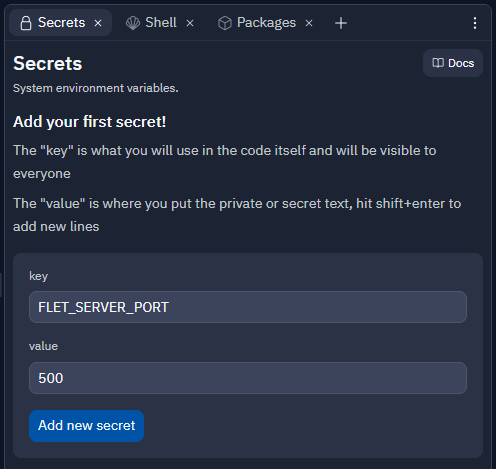 Secrets × Shell × Packages × +
Secrets
Docs
System environment variables.
Add your first secret!
The "key" is what you will use in the code itself and will be visible to
everyone
The "value" is where you put the private or secret text, hit shift+enter to
add new lines
key
FLET_SERVER_PORT
value
500
Add new secret